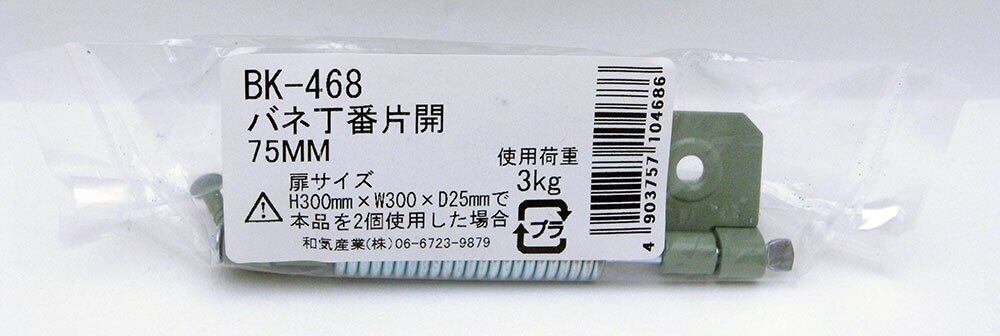 BK-468
バネ丁番片開
75MM
使用荷重
3kg
扉サイズ
H300mm×W300×D25mmで
本品を2個使用した場合
和気産業(株)06-6723-9879
プラ
4 903757 104686